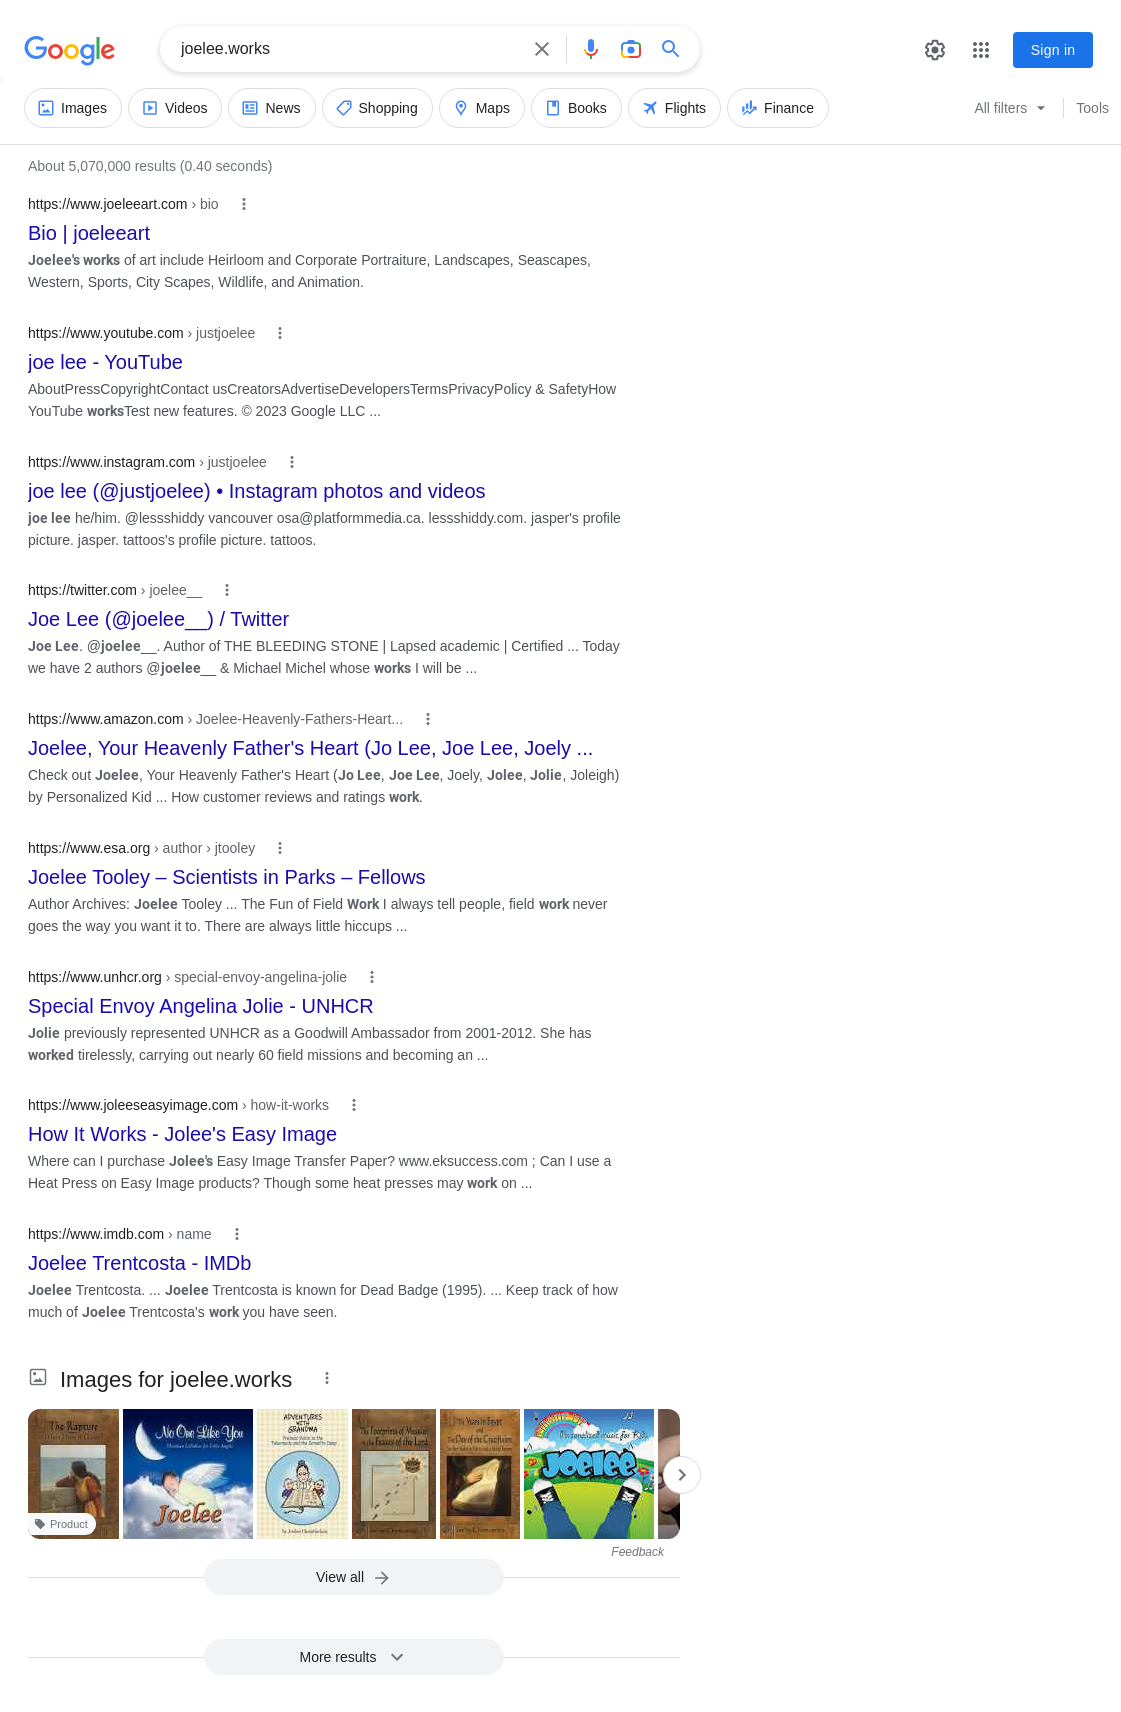 Google
joelee.works
Sign in
Images
Videos
News
Shopping
Maps
Books
Flights
Finance
All filters
Tools
About 5,070,000 results (0.40 seconds)
https://www.joeleeart.com › bio
Bio | joeleeart
Joelee's works of art include Heirloom and Corporate Portraiture, Landscapes, Seascapes,
Western, Sports, City Scapes, Wildlife, and Animation.
https://www.youtube.com › justjoelee
joe lee - YouTube
AboutPressCopyrightContact usCreatorsAdvertiseDevelopersTermsPrivacyPolicy & SafetyHow
YouTube worksTest new features. © 2023 Google LLC ...
https://www.instagram.com › justjoelee
joe lee (@justjoelee) • Instagram photos and videos
joe lee he/him. @lessshiddy vancouver osa@platformmedia.ca. lessshiddy.com. jasper's profile
picture. jasper. tattoos's profile picture. tattoos.
https://twitter.com › joelee__
Joe Lee (@joelee__) / Twitter
Joe Lee. @joelee__. Author of THE BLEEDING STONE | Lapsed academic | Certified ... Today
we have 2 authors @joelee__ & Michael Michel whose works I will be ...
https://www.amazon.com › Joelee-Heavenly-Fathers-Heart...
Joelee, Your Heavenly Father's Heart (Jo Lee, Joe Lee, Joely ...
Check out Joelee, Your Heavenly Father's Heart (Jo Lee, Joe Lee, Joely, Jolee, Jolie, Joleigh)
by Personalized Kid ... How customer reviews and ratings work.
https://www.esa.org › author › jtooley
Joelee Tooley – Scientists in Parks – Fellows
Author Archives: Joelee Tooley ... The Fun of Field Work I always tell people, field work never
goes the way you want it to. There are always little hiccups ...
https://www.unhcr.org › special-envoy-angelina-jolie
Special Envoy Angelina Jolie - UNHCR
Jolie previously represented UNHCR as a Goodwill Ambassador from 2001-2012. She has
worked tirelessly, carrying out nearly 60 field missions and becoming an ...
https://www.joleeseasyimage.com › how-it-works
How It Works - Jolee's Easy Image
Where can I purchase Jolee's Easy Image Transfer Paper? www.eksuccess.com ; Can I use a
Heat Press on Easy Image products? Though some heat presses may work on ...
https://www.imdb.com › name
Joelee Trentcosta - IMDb
Joelee Trentcosta. ... Joelee Trentcosta is known for Dead Badge (1995). ... Keep track of how
much of Joelee Trentcosta's work you have seen.
Images for joelee.works
The Rapture
Product
No One Like You
Joelee
ADVENTURES
WITH
GRANDMA
by Joelee Chamberlain
The Footprints of Messiah
in the Feasts of the Lord
Personalized music for Kids
Joelee
Feedback
View all
More results